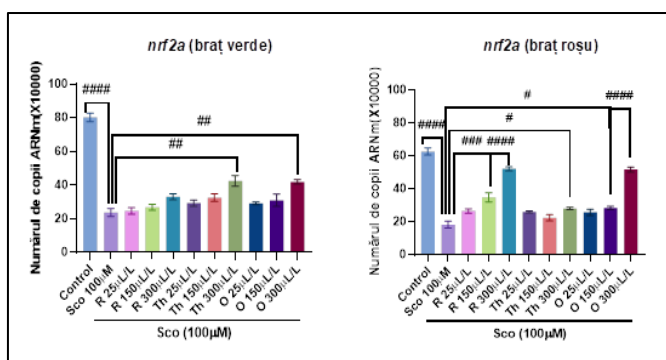 nrf2a (braț verde)
Numărul de copii ARNm(X10000)
100
80
60
40
20
0
####
##
##
Control
Sco 100µM
R 25µL/L
R 150µL/L
R 300µL/L
Th 25µL/L
Th 150µL/L
Th 300µL/L
O 25µL/L
O 150µL/L
O 300µL/L
Sco (100µM)
nrf2a (braț roșu)
Numărul de copii ARNm(X10000)
100
80
60
40
20
0
#
####
#
####
###
####
Control
Sco 100µM
R 25µL/L
R 150µL/L
R 300µL/L
Th 25µL/L
Th 150µL/L
Th 300µL/L
O 25µL/L
O 150µL/L
O 300µL/L
Sco (100µM)